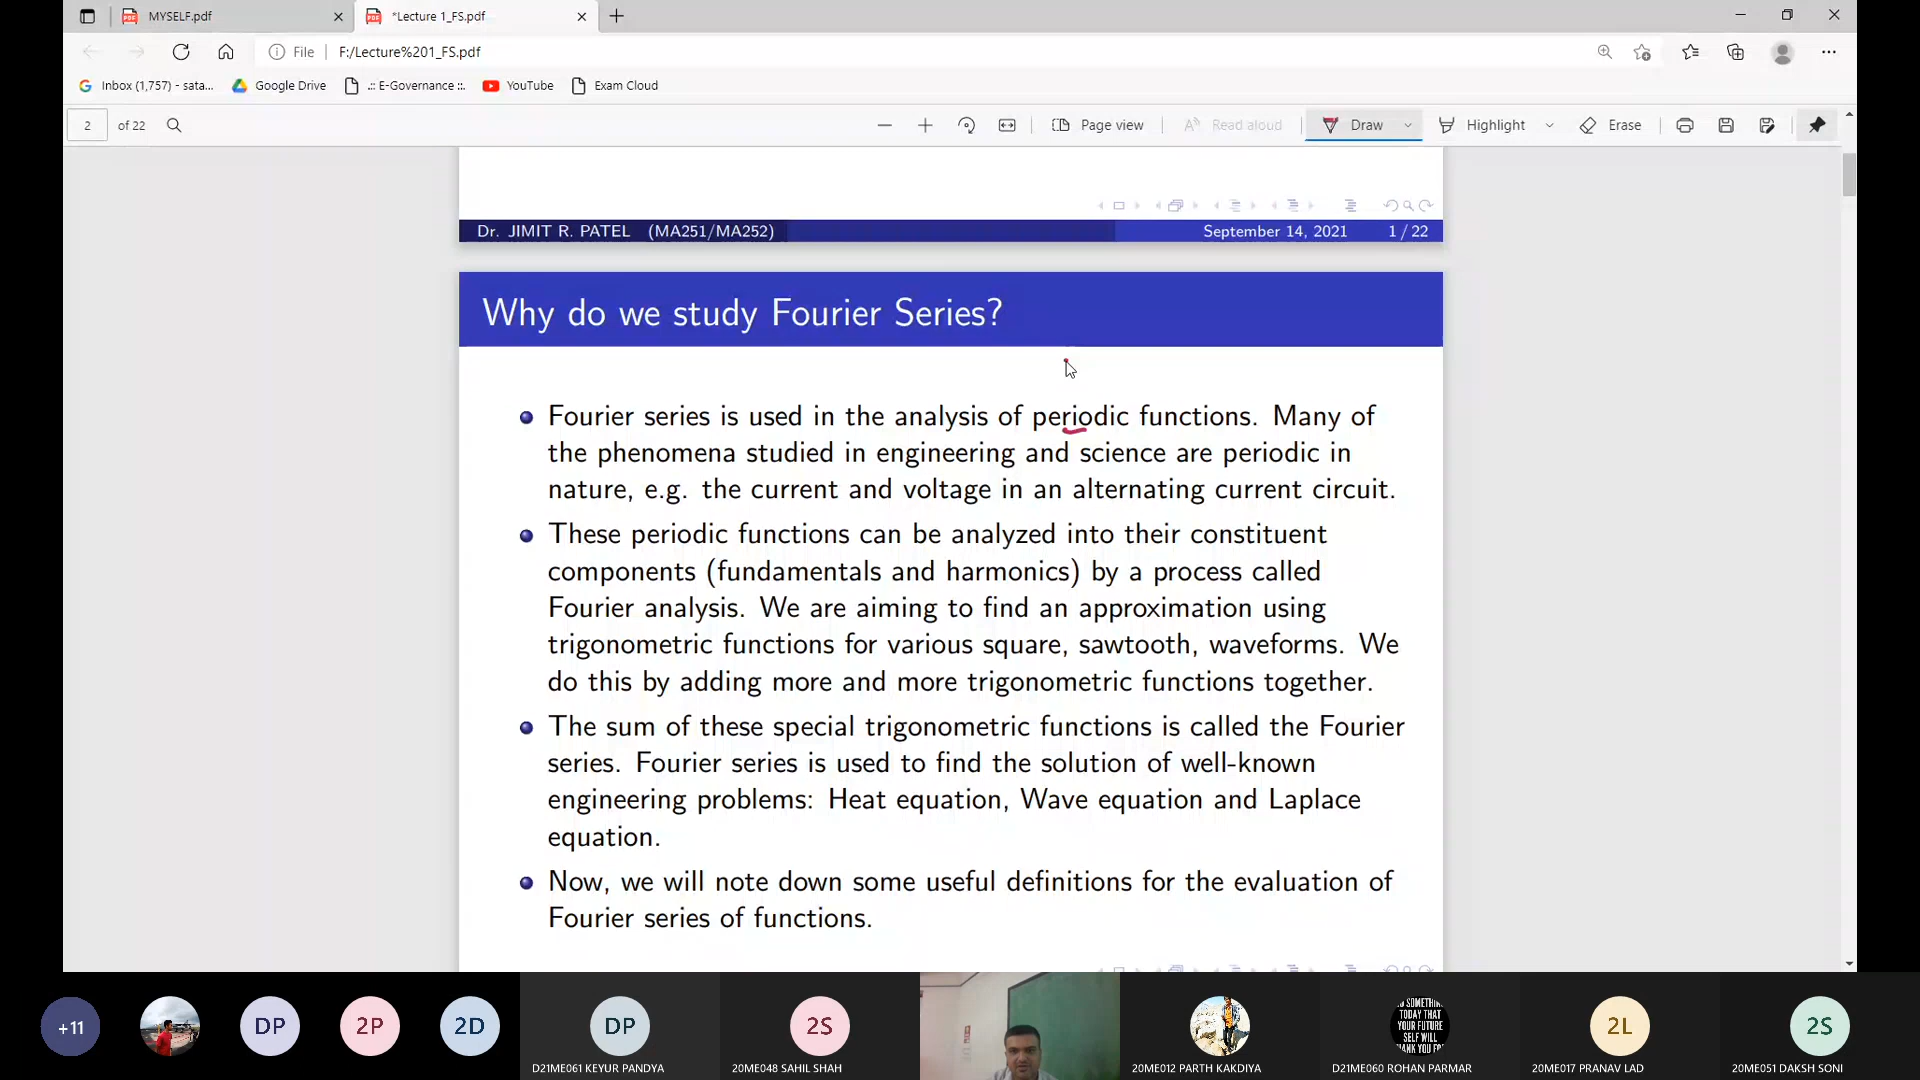 MYSELF.pdf
*Lecture 1_FS.pdf
File
F:/Lecture%201_FS.pdf
Inbox (1,757) - sata...
Google Drive
.:: E-Governance ::.
YouTube
Exam Cloud
2
of 22
Page view
Read aloud
Draw
Highlight
Erase
Dr. JIMIT R. PATEL (MA251/MA252)
September 14, 2021
1 / 22
Why do we study Fourier Series?
Fourier series is used in the analysis of periodic functions. Many of
the phenomena studied in engineering and science are periodic in
nature, e.g. the current and voltage in an alternating current circuit.
These periodic functions can be analyzed into their constituent
components (fundamentals and harmonics) by a process called
Fourier analysis. We are aiming to find an approximation using
trigonometric functions for various square, sawtooth, waveforms. We
do this by adding more and more trigonometric functions together.
The sum of these special trigonometric functions is called the Fourier
series. Fourier series is used to find the solution of well-known
engineering problems: Heat equation, Wave equation and Laplace
equation.
Now, we will note down some useful definitions for the evaluation of
Fourier series of functions.
+11
DP
2P
2D
DP
D21ME061 KEYUR PANDYA
2S
20ME048 SAHIL SHAH
20ME012 PARTH KAKDIYA
TODAY THAT
YOUR FUTURE
SELF WILL
D21ME060 ROHAN PARMAR
2L
20ME017 PRANAV LAD
2S
20ME051 DAKSH SONI